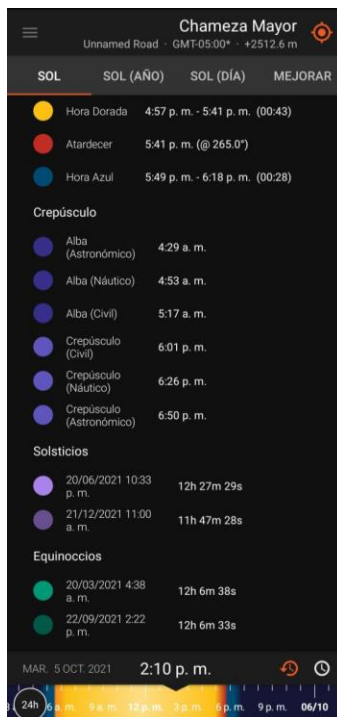 Chameza Mayor
Unnamed Road · GMT-05:00* · +2512.6 m
SOL SOL (AÑO) SOL (DÍA) MEJORAR
Hora Dorada 4:57 p. m. - 5:41 p. m. (00:43)
Atardecer 5:41 p. m. (@ 265.0°)
Hora Azul 5:49 p. m. - 6:18 p. m. (00:28)
Crepúsculo
Alba
(Astronómico) 4:29 a. m.
Alba (Náutico) 4:53 a. m.
Alba (Civil) 5:17 a. m.
Crepúsculo
(Civil) 6:01 p. m.
Crepúsculo
(Náutico) 6:26 p. m.
Crepúsculo
(Astronómico) 6:50 p. m.
Solsticios
20/06/2021 10:33
p. m. 12h 27m 29s
21/12/2021 11:00
a. m. 11h 47m 28s
Equinoccios
20/03/2021 4:38
a. m. 12h 6m 38s
22/09/2021 2:22
p. m. 12h 6m 33s
MAR. 5 OCT. 2021 2:10 p. m.
24h 6 a. m. 9 a. m. 12 p. m. 3 p. m. 6 p. m. 9 p. m. 06/10